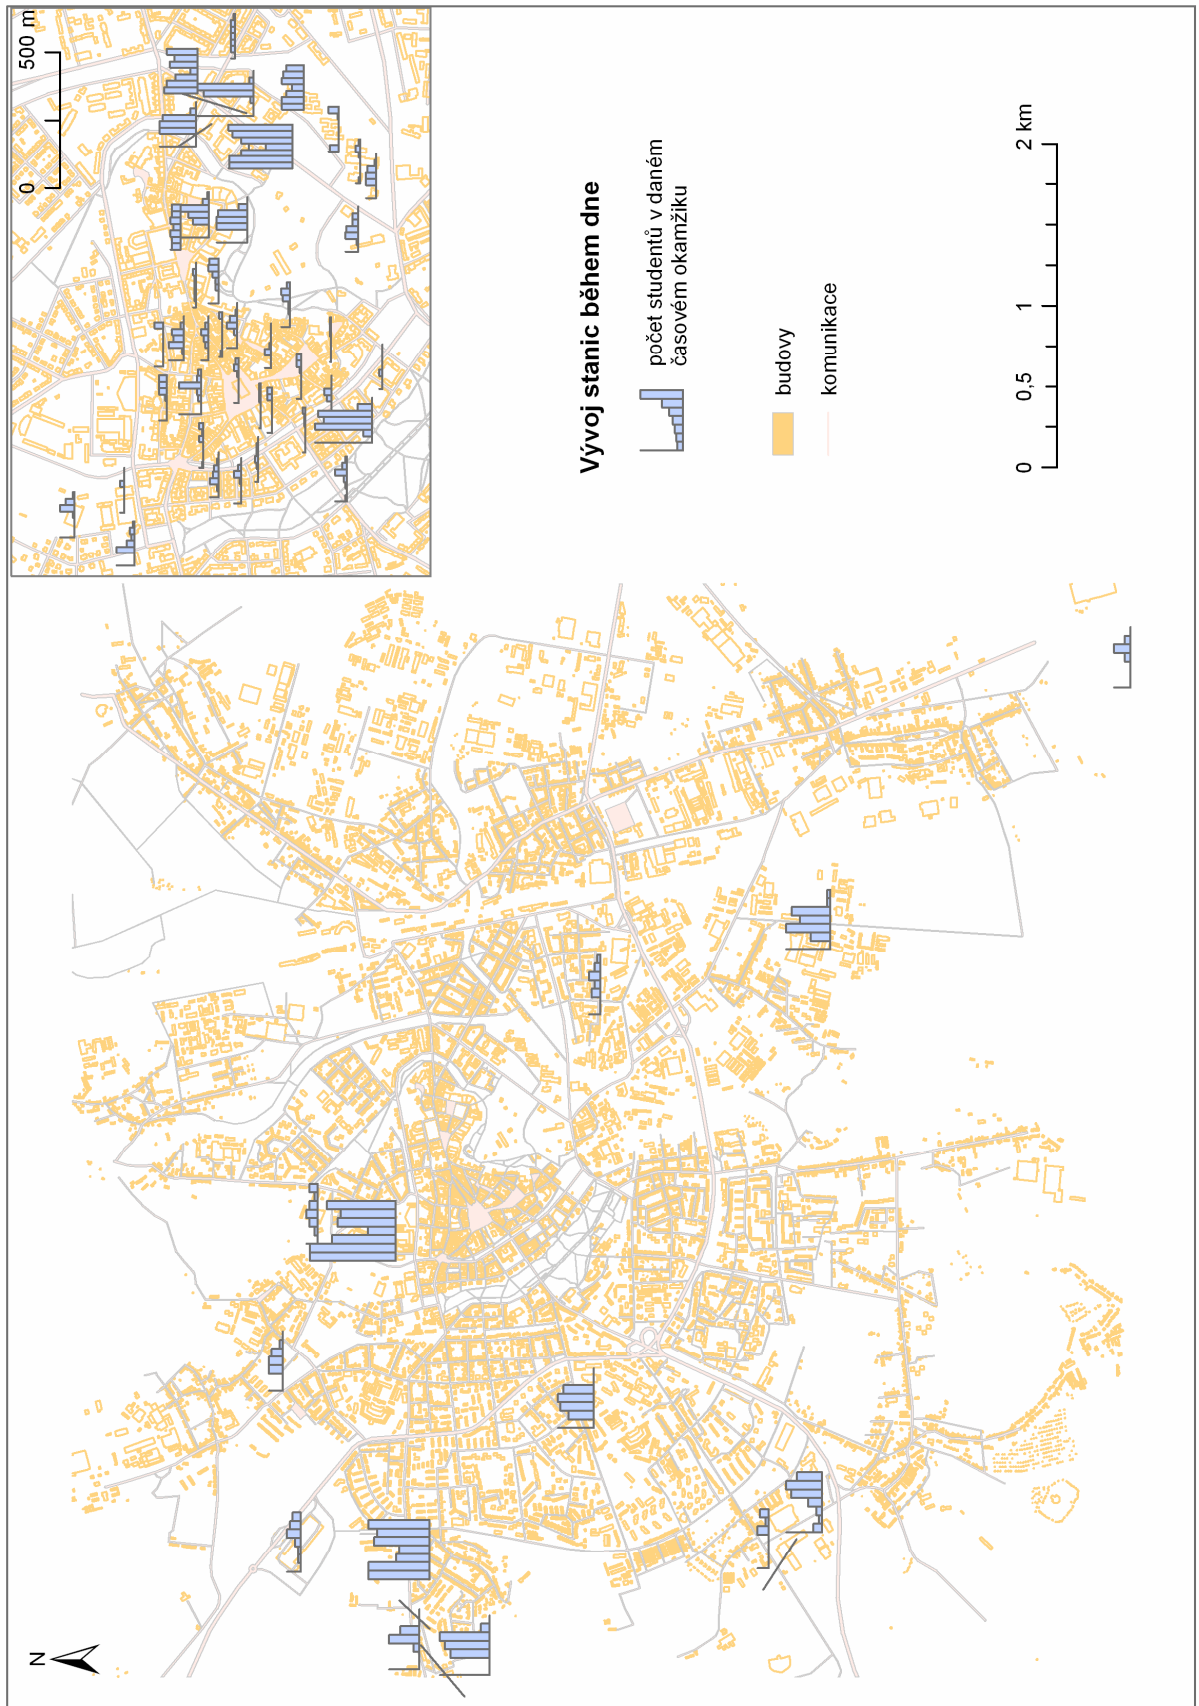 500 m
0
Vývoj stanic během dne
počet studentů v daném
časovém okamžiku
budovy
komunikace
0
0,5
1
2 km
N